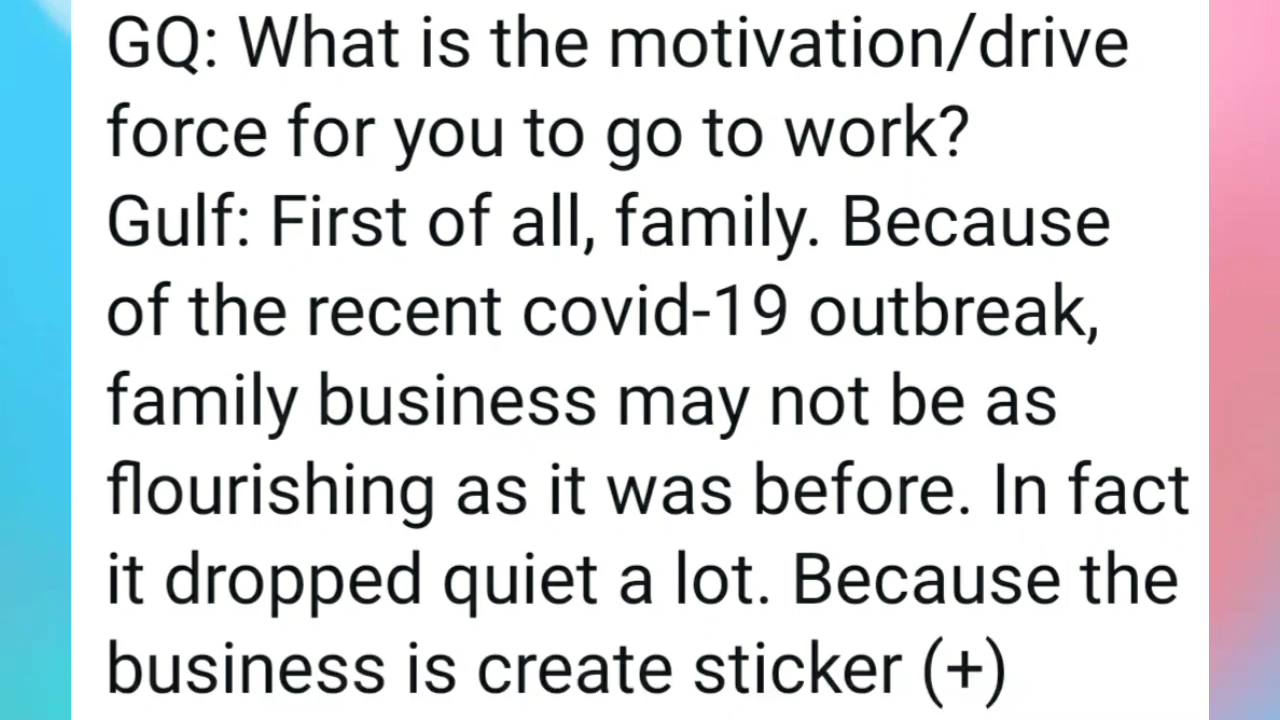 GQ: What is the motivation/drive
force for you to go to work?
Gulf: First of all, family. Because
of the recent covid-19 outbreak,
family business may not be as
flourishing as it was before. In fact
it dropped quiet a lot. Because the
business is create sticker (+)